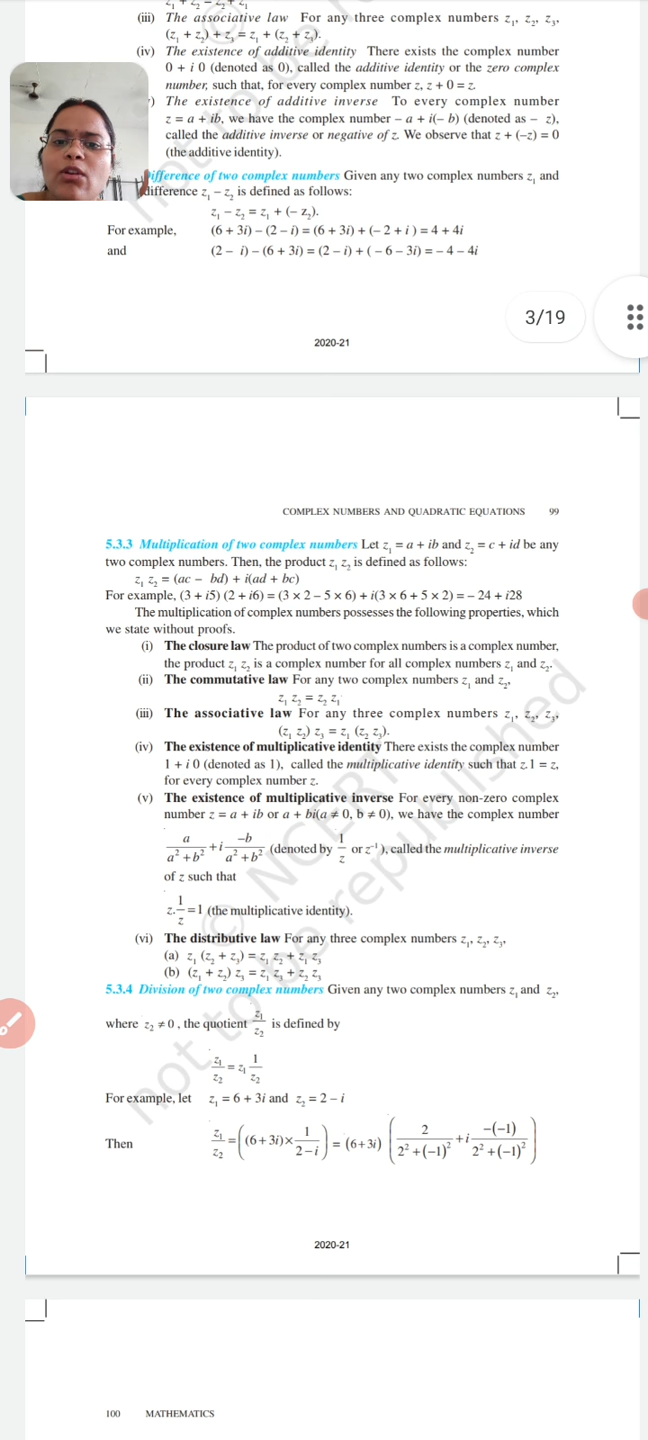 (iii) The associative law For any three complex numbers z₁, z₂, z₃,
(z₁ + z₂) + z₃ = z₁ + (z₂ + z₃).
(iv) The existence of additive identity There exists the complex number
0 + i 0 (denoted as 0), called the additive identity or the zero complex
number, such that, for every complex number z, z + 0 = z.
) The existence of additive inverse To every complex number
z = a + ib, we have the complex number – a + i(– b) (denoted as – z),
called the additive inverse or negative of z. We observe that z + (–z) = 0
(the additive identity).
ifference of two complex numbers Given any two complex numbers z₁ and
difference z₁ – z₂ is defined as follows:
z₁ – z₂ = z₁ + (– z₂).
For example, (6 + 3i) – (2 – i) = (6 + 3i) + (– 2 + i ) = 4 + 4i
and (2 – i) – (6 + 3i) = (2 – i) + ( – 6 – 3i) = – 4 – 4i
3/19
2020-21
COMPLEX NUMBERS AND QUADRATIC EQUATIONS 99
5.3.3 Multiplication of two complex numbers Let z₁ = a + ib and z₂ = c + id be any
two complex numbers. Then, the product z₁ z₂ is defined as follows:
z₁ z₂ = (ac – bd) + i(ad + bc)
For example, (3 + i5) (2 + i6) = (3 × 2 – 5 × 6) + i(3 × 6 + 5 × 2) = – 24 + i28
The multiplication of complex numbers possesses the following properties, which
we state without proofs.
(i) The closure law The product of two complex numbers is a complex number,
the product z₁ z₂ is a complex number for all complex numbers z₁ and z₂.
(ii) The commutative law For any two complex numbers z₁ and z₂,
z₁ z₂ = z₂ z₁
(iii) The associative law For any three complex numbers z₁, z₂, z₃,
(z₁ z₂) z₃ = z₁ (z₂ z₃).
(iv) The existence of multiplicative identity There exists the complex number
1 + i 0 (denoted as 1), called the multiplicative identity such that z.1 = z,
for every complex number z.
(v) The existence of multiplicative inverse For every non-zero complex
number z = a + ib or a + bi(a ≠ 0, b ≠ 0), we have the complex number
a/(a² + b²) + i –b/(a² + b²) (denoted by 1/z or z⁻¹ ), called the multiplicative inverse
of z such that
z. 1/z = 1 (the multiplicative identity).
(vi) The distributive law For any three complex numbers z₁, z₂, z₃,
(a) z₁ (z₂ + z₃) = z₁ z₂ + z₁ z₃
(b) (z₁ + z₂) z₃ = z₁ z₃ + z₂ z₃
5.3.4 Division of two complex numbers Given any two complex numbers z₁ and z₂,
where z₂ ≠ 0 , the quotient z₁/z₂ is defined by
z₁/z₂ = z₁ 1/z₂
For example, let z₁ = 6 + 3i and z₂ = 2 – i
Then z₁/z₂ = ((6 + 3i) × 1/(2 – i)) = (6 + 3i) (2/(2² + (–1)²) + i –(–1)/(2² + (–1)²))
© NCERT
not to be republished
2020-21
100 MATHEMATICS